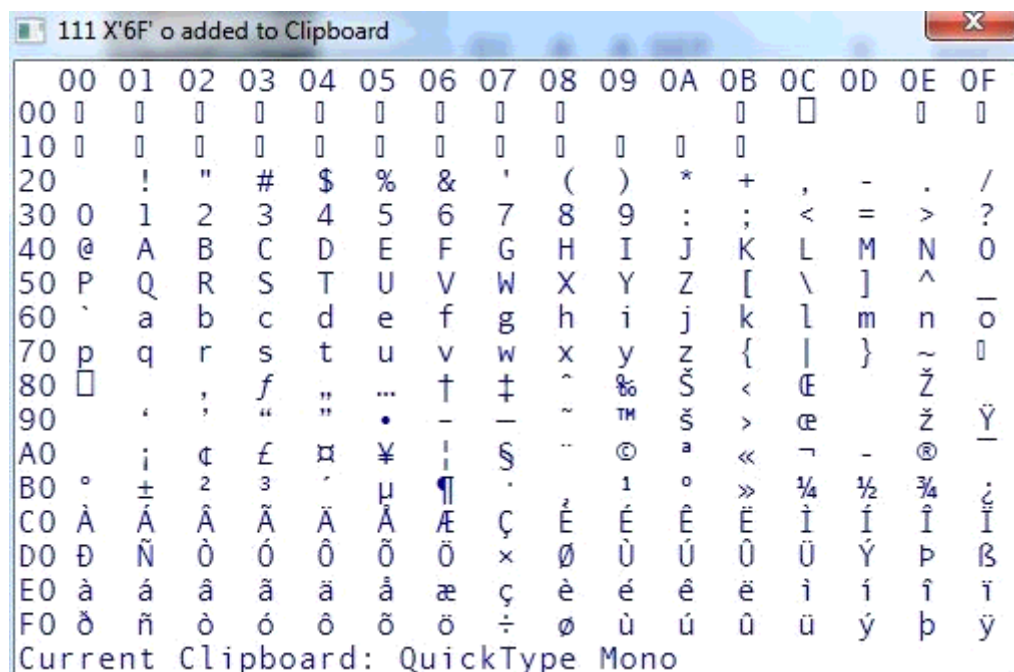 111 X'6F' o added to Clipboard
00 01 02 03 04 05 06 07 08 09 0A 0B 0C 0D 0E 0F
00 ▯ ▯ ▯ ▯ ▯ ▯ ▯ ▯ ▯ ▯ □ ▯ ▯
10 ▯ ▯ ▯ ▯ ▯ ▯ ▯ ▯ ▯ ▯ ▯ ▯
20 ! " # $ % & ' ( ) * + , - . /
30 0 1 2 3 4 5 6 7 8 9 : ; < = > ?
40 @ A B C D E F G H I J K L M N O
50 P Q R S T U V W X Y Z [ \ ] ^ _
60 ` a b c d e f g h i j k l m n o
70 p q r s t u v w x y z { | } ~ ▯
80 □ ‚ ƒ „ … † ‡ ˆ ‰ Š ‹ Œ Ž
90 ‘ ’ “ ” • – — ˜ ™ š › œ ž Ÿ
A0 ¡ ¢ £ ¤ ¥ ¦ § ¨ © ª « ¬ - ® ¯
B0 ° ± ² ³ ´ µ ¶ · ¸ ¹ º » ¼ ½ ¾ ¿
C0 À Á Â Ã Ä Å Æ Ç È É Ê Ë Ì Í Î Ï
D0 Ð Ñ Ò Ó Ô Õ Ö × Ø Ù Ú Û Ü Ý Þ ß
E0 à á â ã ä å æ ç è é ê ë ì í î ï
F0 ð ñ ò ó ô õ ö ÷ ø ù ú û ü ý þ ÿ
Current Clipboard: QuickType Mono